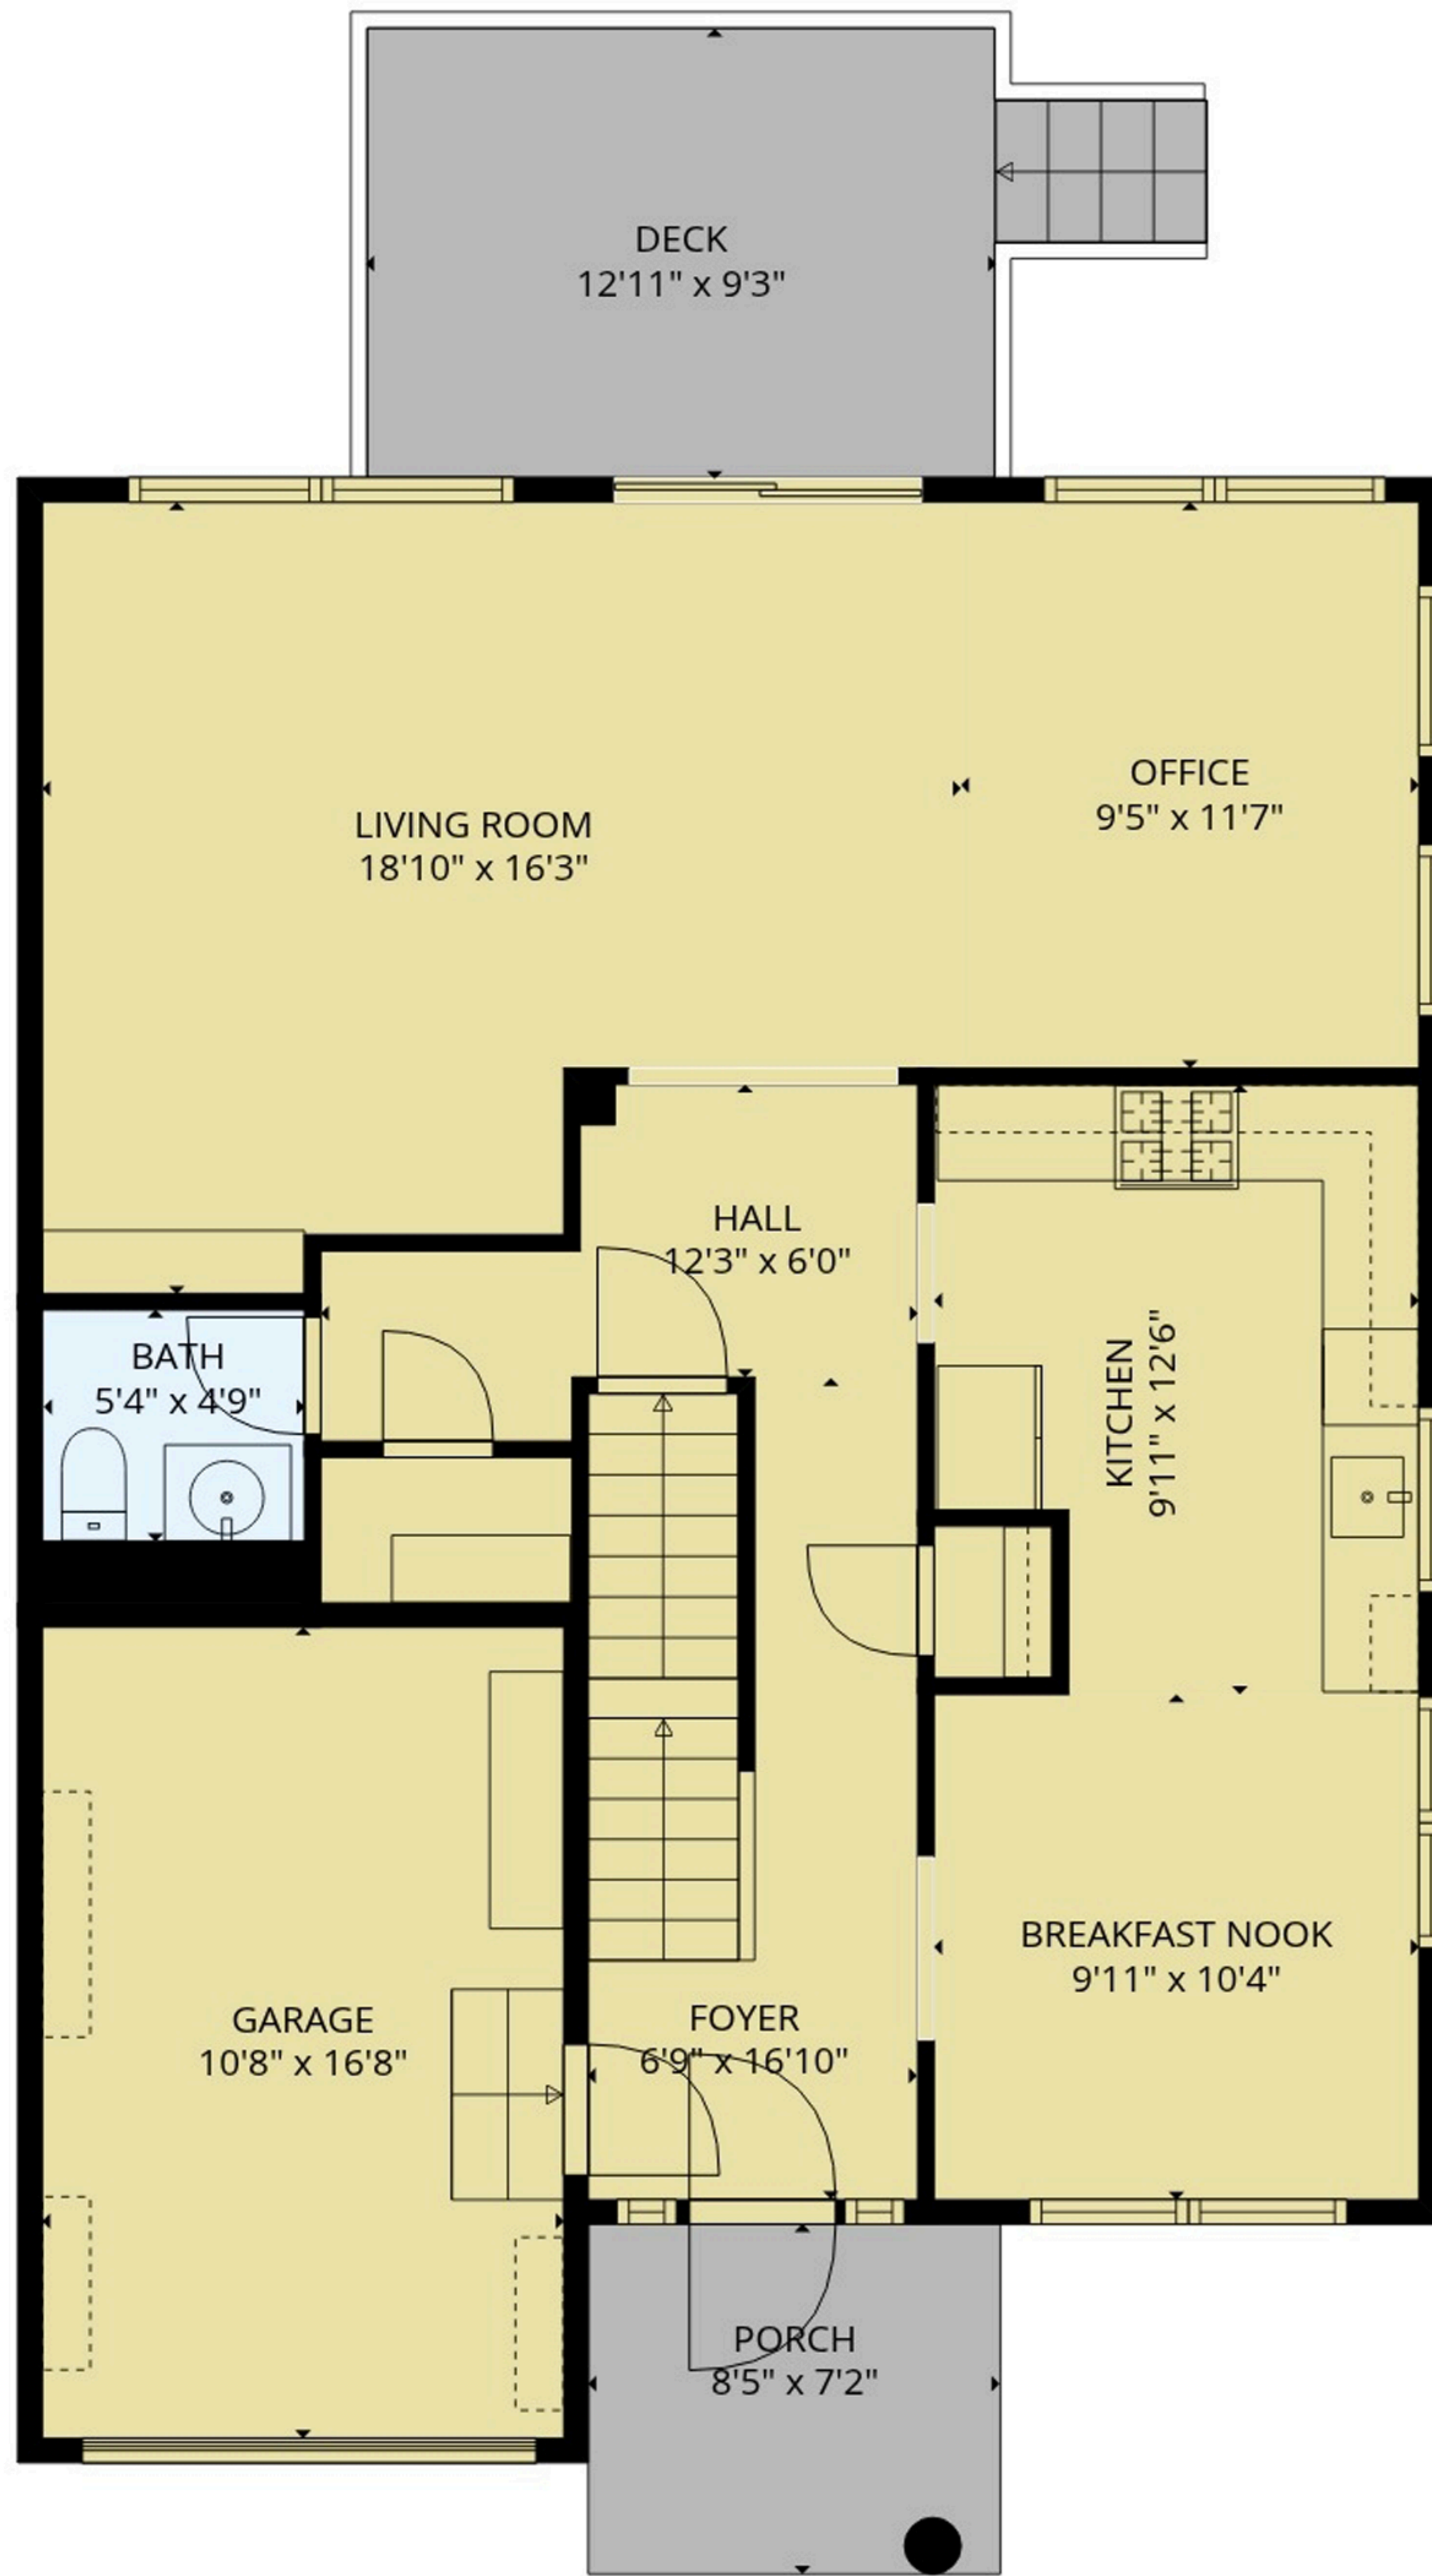 DECK
12'11" x 9'3"
OFFICE
9'5" x 11'7"
LIVING ROOM
18'10" x 16'3"
HALL
12'3" x 6'0"
BATH
5'4" x 4'9"
KITCHEN
9'11" x 12'6"
BREAKFAST NOOK
9'11" x 10'4"
GARAGE
10'8" x 16'8"
FOYER
6'9" x 16'10"
PORCH
8'5" x 7'2"